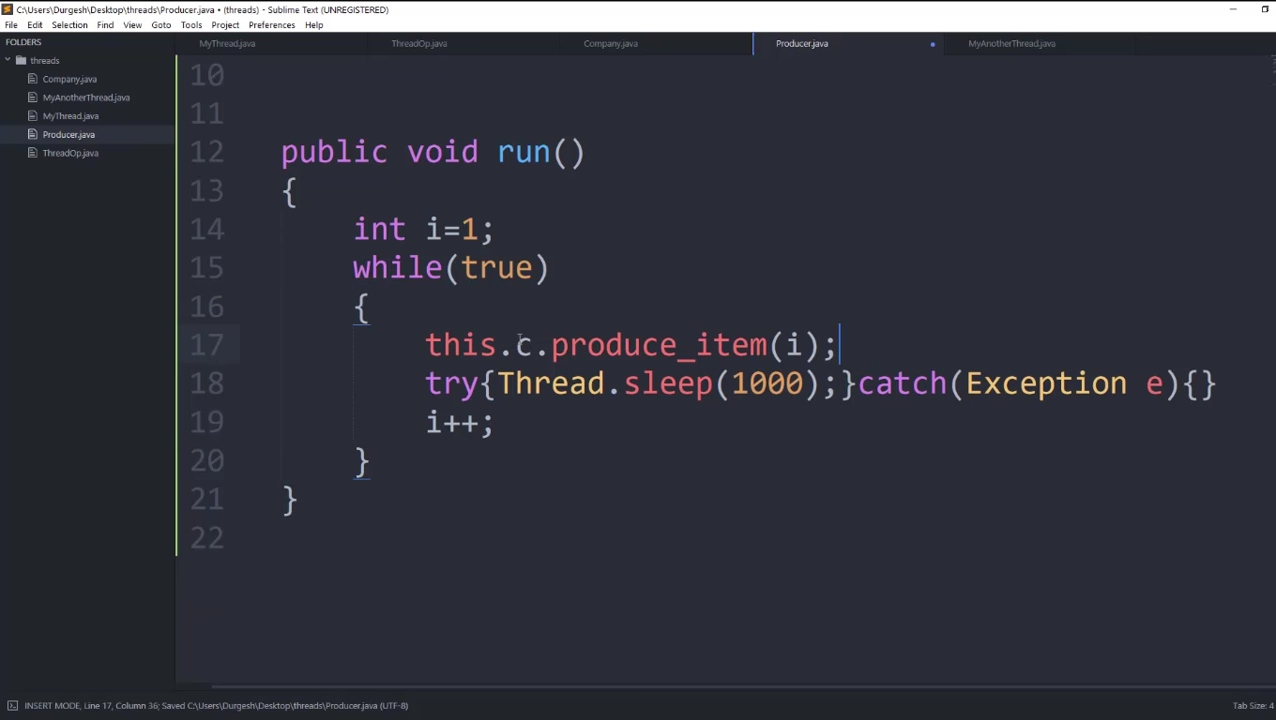 C:\Users\Durgesh\Desktop\threads\Producer.java • (threads) - Sublime Text (UNREGISTERED)
File Edit Selection Find View Goto Tools Project Preferences Help
FOLDERS
threads
Company.java
MyAnotherThread.java
MyThread.java
Producer.java
ThreadOp.java
MyThread.java ThreadOp.java Company.java Producer.java MyAnotherThread.java
10
11
12 public void run()
13 {
14 int i=1;
15 while(true)
16 {
17 this.c.produce_item(i);
18 try{Thread.sleep(1000);}catch(Exception e){}
19 i++;
20 }
21 }
22
INSERT MODE, Line 17, Column 36; Saved C:\Users\Durgesh\Desktop\threads\Producer.java (UTF-8) Tab Size: 4